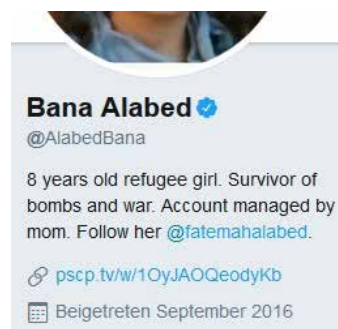 Bana Alabed
@AlabedBana
8 years old refugee girl. Survivor of
bombs and war. Account managed by
mom. Follow her @fatemahalabed.
pscp.tv/w/1OyJAOQeodyKb
Beigetreten September 2016